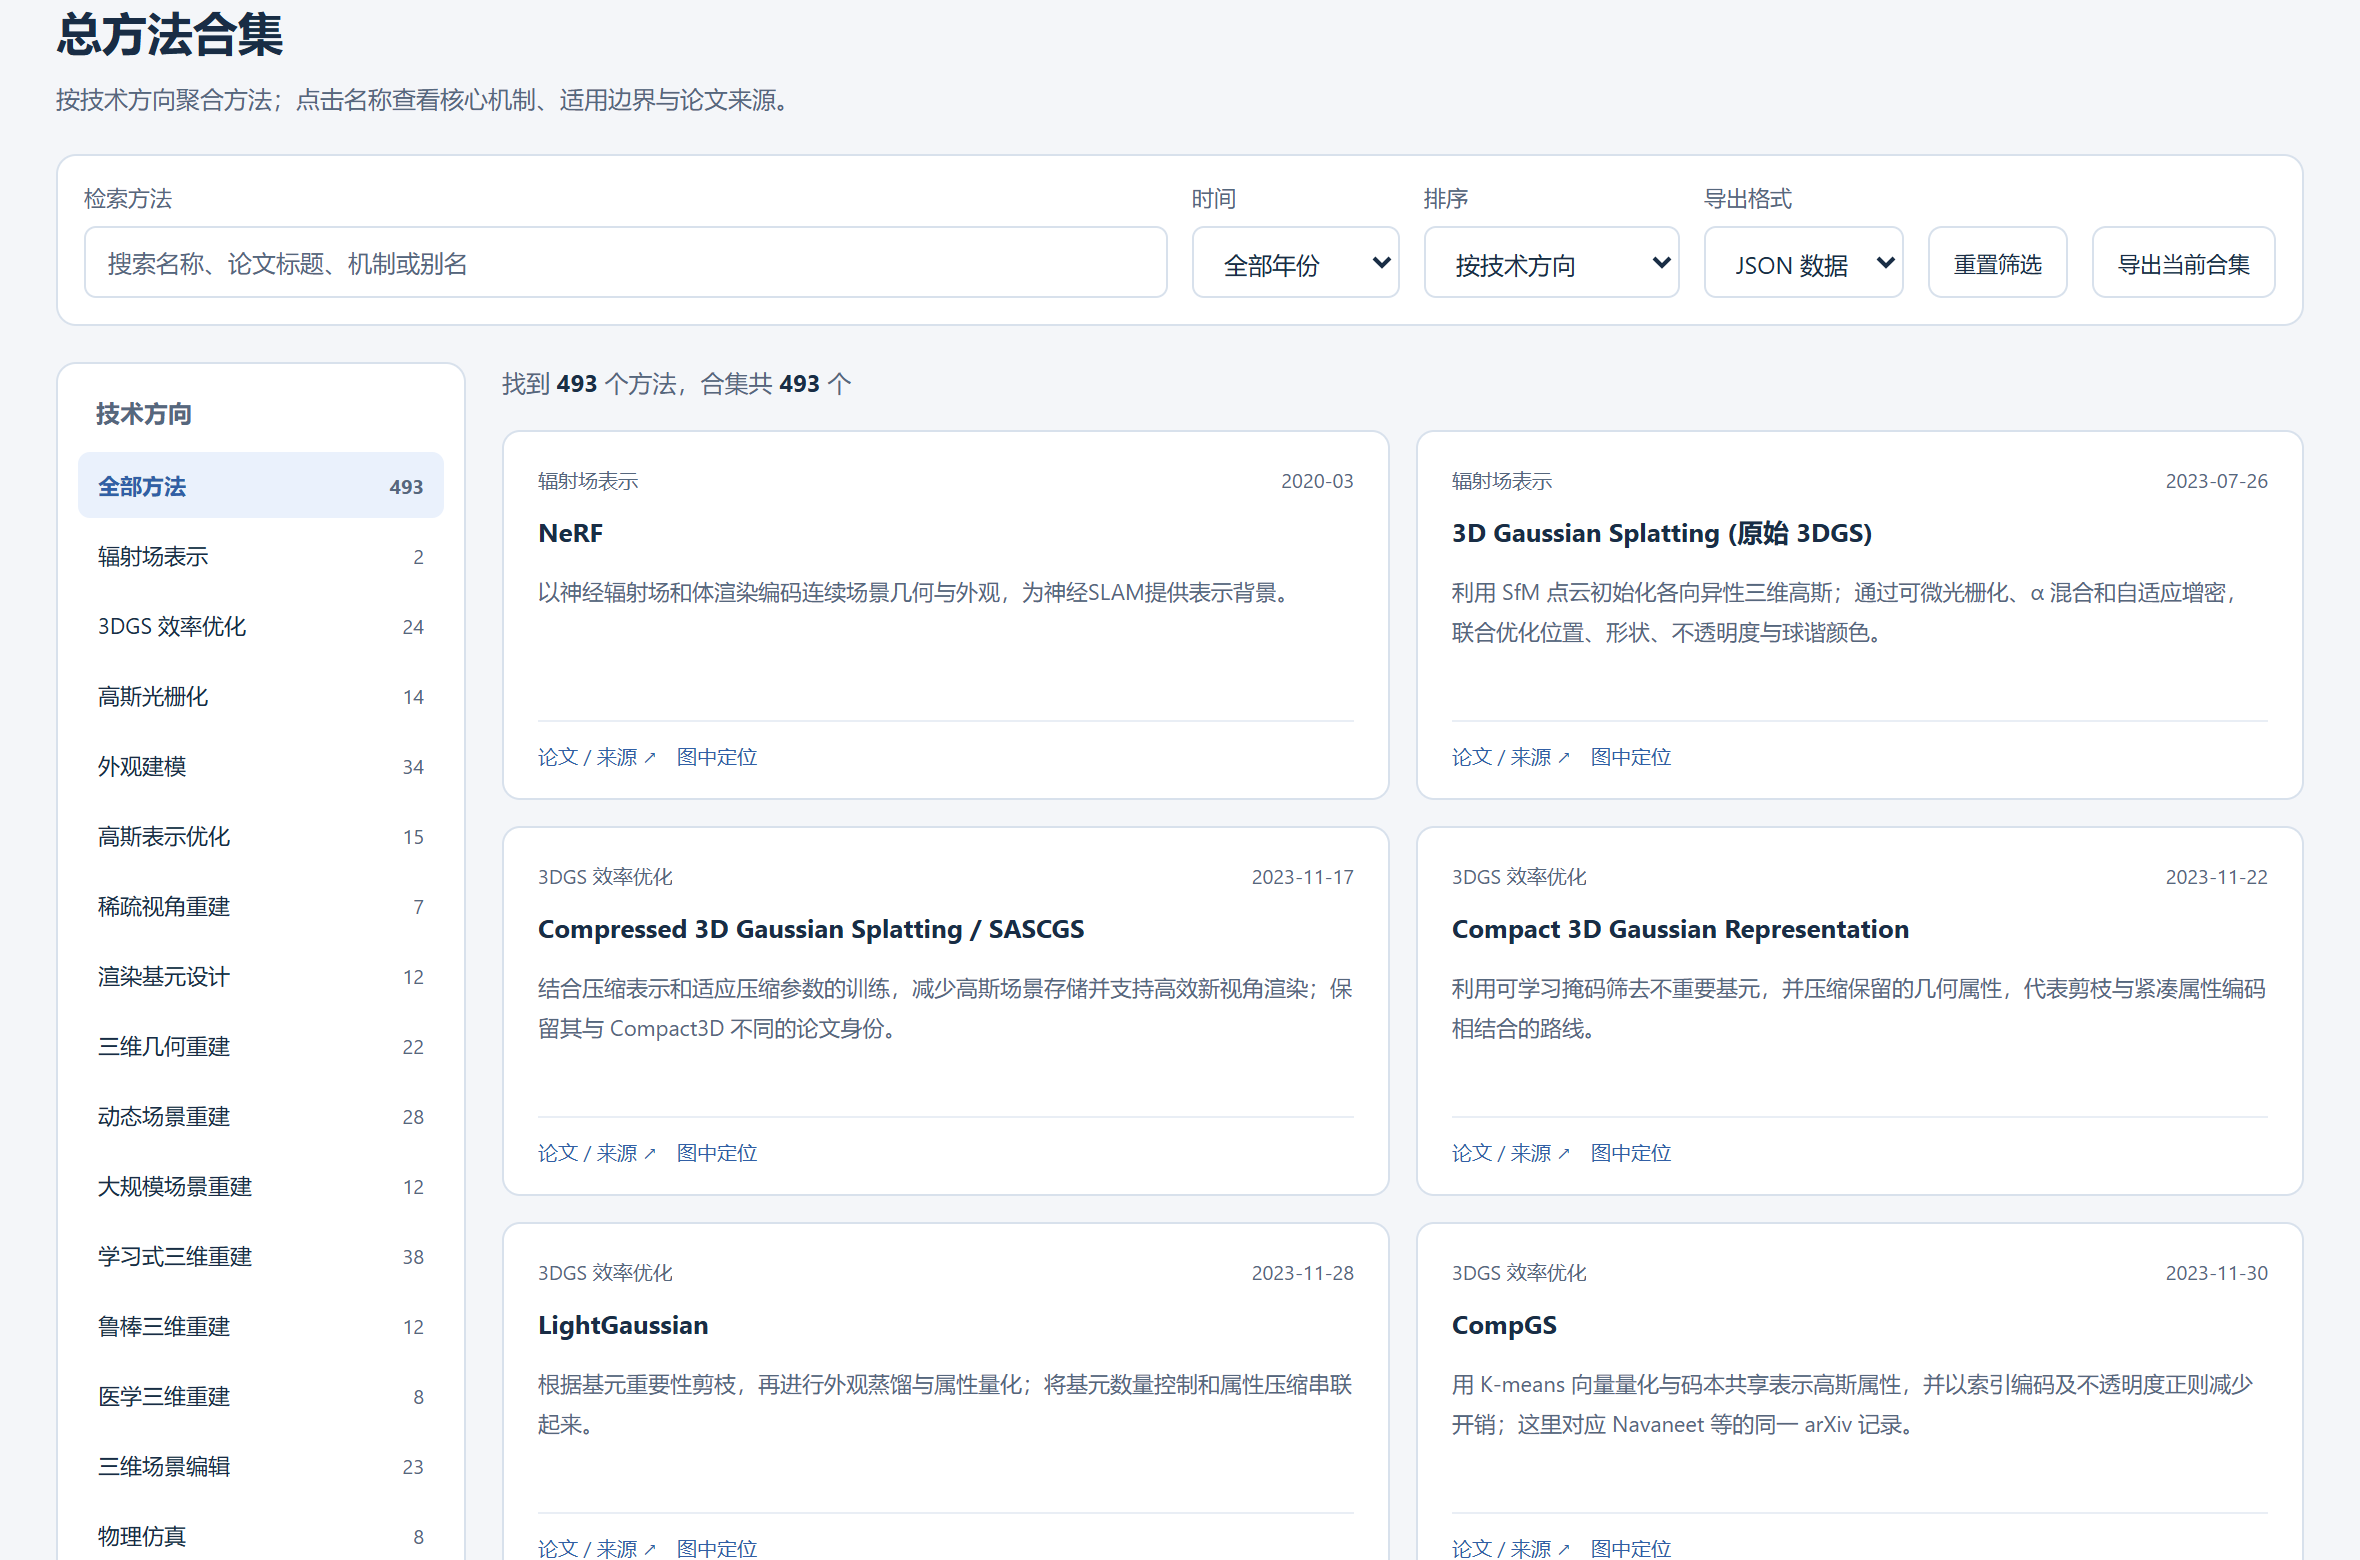 总方法合集
按技术方向聚合方法；点击名称查看核心机制、适用边界与论文来源。
检索方法
时间
排序
导出格式
搜索名称、论文标题、机制或别名
全部年份
按技术方向
JSON 数据
重置筛选
导出当前合集
技术方向
全部方法 493
辐射场表示 2
3DGS 效率优化 24
高斯光栅化 14
外观建模 34
高斯表示优化 15
稀疏视角重建 7
渲染基元设计 12
三维几何重建 22
动态场景重建 28
大规模场景重建 12
学习式三维重建 38
鲁棒三维重建 12
医学三维重建 8
三维场景编辑 23
物理仿真 8
找到 493 个方法，合集共 493 个
辐射场表示 2020-03
NeRF
以神经辐射场和体渲染编码连续场景几何与外观，为神经SLAM提供表示背景。
论文 / 来源 ↗ 图中定位
辐射场表示 2023-07-26
3D Gaussian Splatting (原始 3DGS)
利用 SfM 点云初始化各向异性三维高斯；通过可微光栅化、α 混合和自适应增密，
联合优化位置、形状、不透明度与球谐颜色。
论文 / 来源 ↗ 图中定位
3DGS 效率优化 2023-11-17
Compressed 3D Gaussian Splatting / SASCGS
结合压缩表示和适应压缩参数的训练，减少高斯场景存储并支持高效新视角渲染；保
留其与 Compact3D 不同的论文身份。
论文 / 来源 ↗ 图中定位
3DGS 效率优化 2023-11-22
Compact 3D Gaussian Representation
利用可学习掩码筛去不重要基元，并压缩保留的几何属性，代表剪枝与紧凑属性编码
相结合的路线。
论文 / 来源 ↗ 图中定位
3DGS 效率优化 2023-11-28
LightGaussian
根据基元重要性剪枝，再进行外观蒸馏与属性量化；将基元数量控制和属性压缩串联
起来。
论文 / 来源 ↗ 图中定位
3DGS 效率优化 2023-11-30
CompGS
用 K-means 向量量化与码本共享表示高斯属性，并以索引编码及不透明度正则减少
开销；这里对应 Navaneet 等的同一 arXiv 记录。
论文 / 来源 ↗ 图中定位